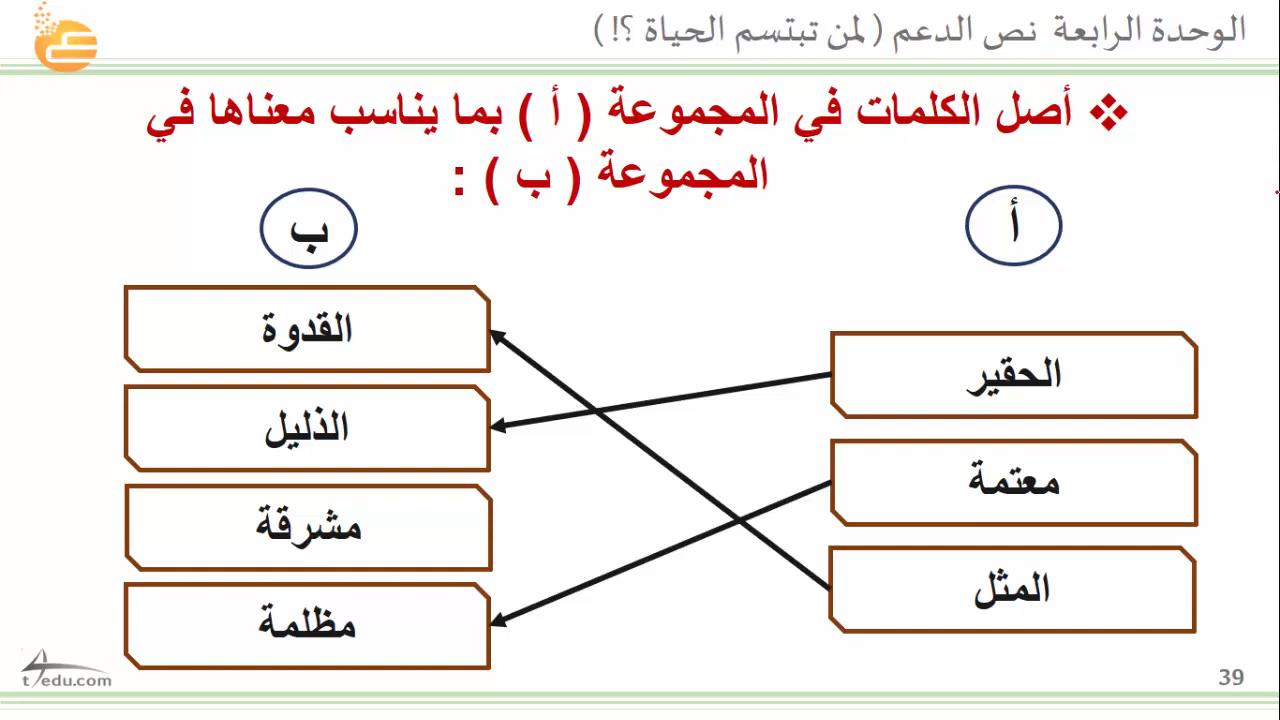 الوحدة الرابعة نص الدعم (لمن تبتسم الحياة ؟!)
❖ أصل الكلمات في المجموعة ( أ ) بما يناسب معناها في
المجموعة ( ب ) :
أ
ب
الحقير
معتمة
المثل
القدوة
الذليل
مشرقة
مظلمة
t4edu.com
39